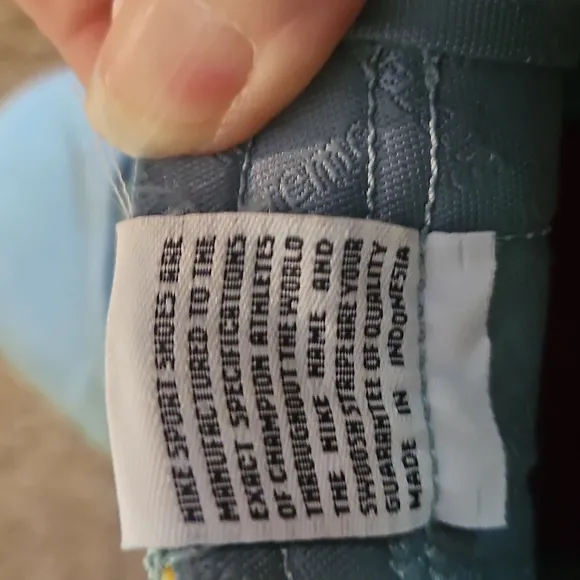 NIKE SPORT SHOES ARE
MANUFACTURED TO THE
EXACT SPECIFICATIONS
OF CHAMPION ATHLETES
THROUGHOUT THE WORLD
THE NIKE NAME AND
SWOOSH STRIPE ARE YOUR
GUARANTEE OF QUALITY
MADE IN INDONESIA